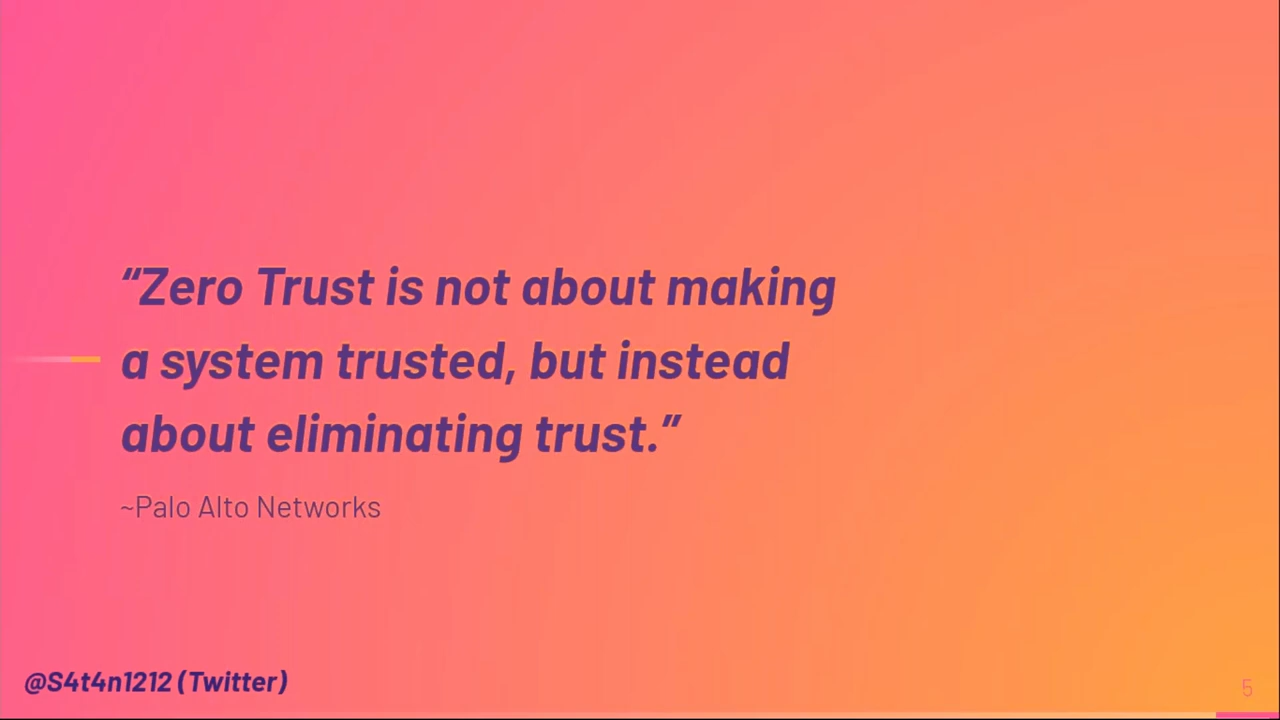 “Zero Trust is not about making
a system trusted, but instead
about eliminating trust.”
~Palo Alto Networks
@S4t4n1212 (Twitter)
5